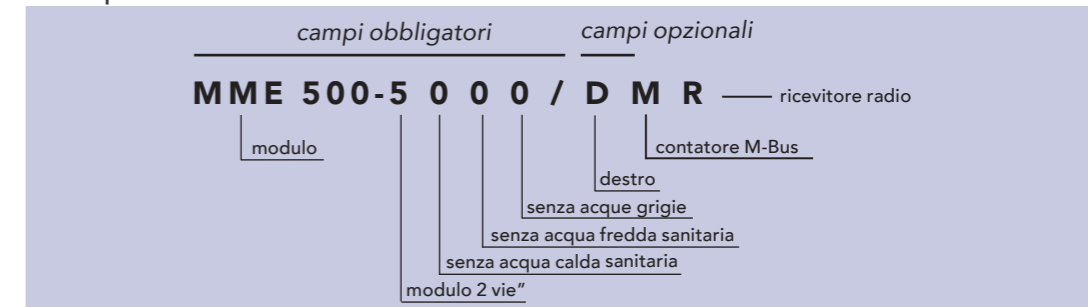 campi obbligatori campi opzionali
MME 500-5 0 0 0 / D M R ricevitore radio
modulo contatore M-Bus
destro
senza acque grigie
senza acqua fredda sanitaria
senza acqua calda sanitaria
modulo 2 vie”